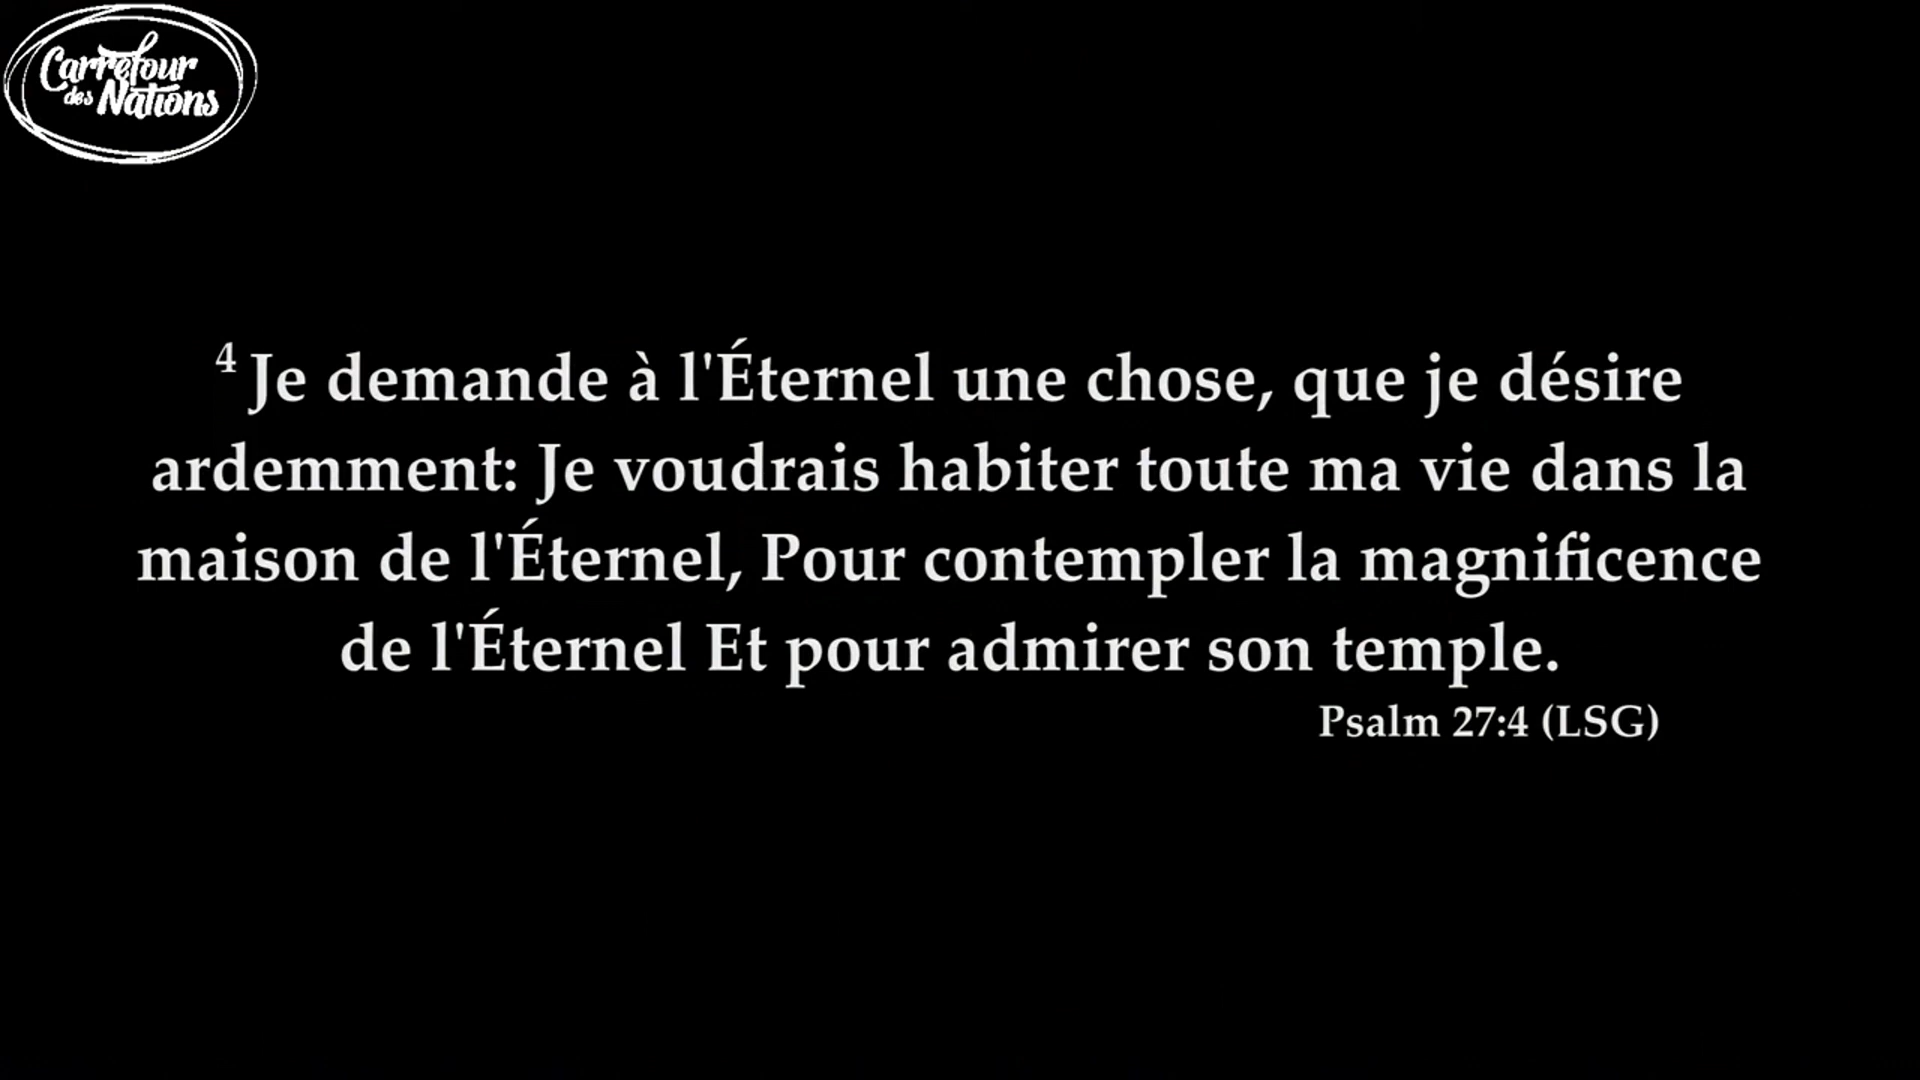 Carrefour
des Nations
4 Je demande à l'Éternel une chose, que je désire
ardemment: Je voudrais habiter toute ma vie dans la
maison de l'Éternel, Pour contempler la magnificence
de l'Éternel Et pour admirer son temple.
Psalm 27:4 (LSG)